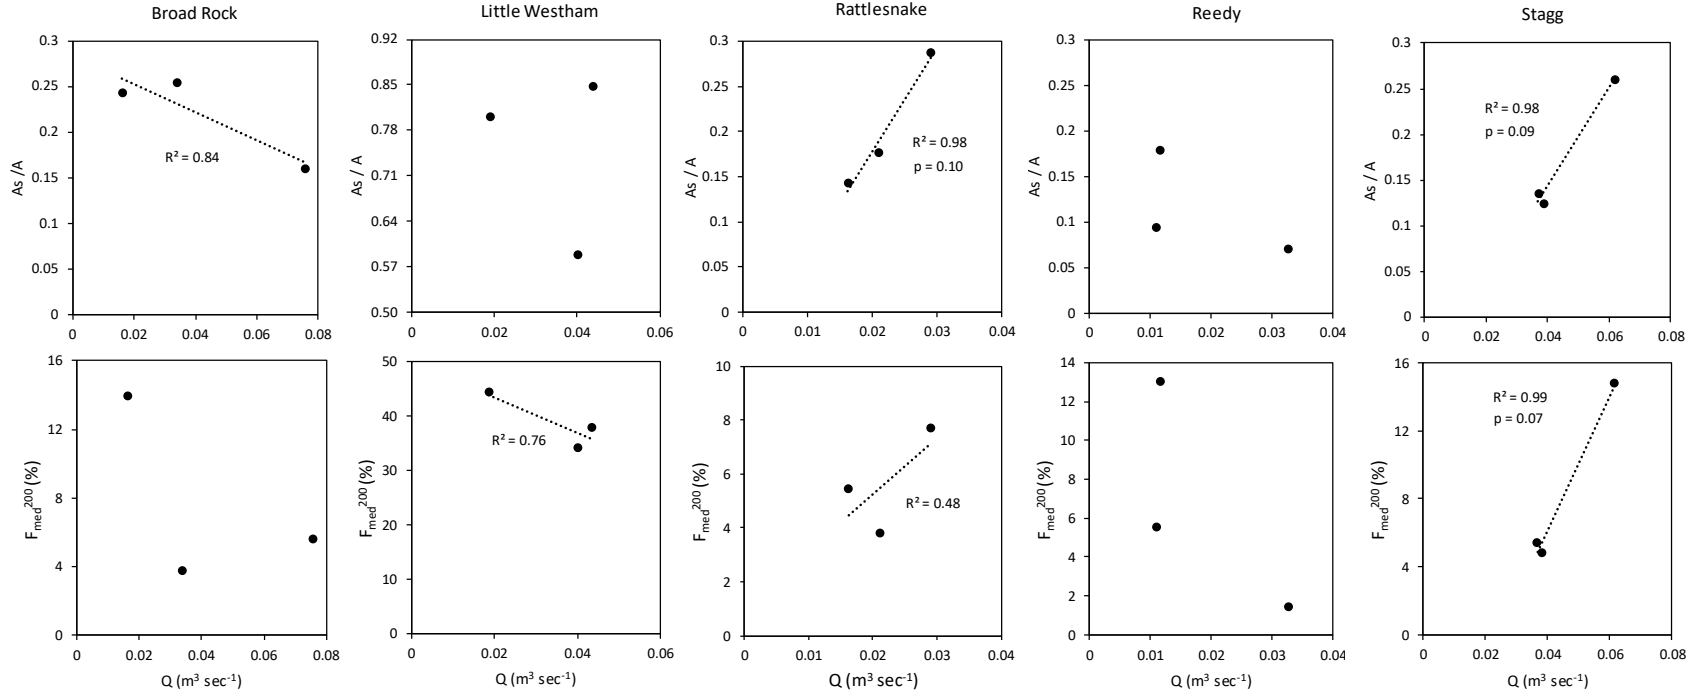 Broad Rock
Little Westham
Rattlesnake
Reedy
Stagg
As / A
0.3
0.25
0.2
0.15
0.1
0.05
0
R² = 0.84
0 0.02 0.04 0.06 0.08
As / A
0.92
0.85
0.78
0.71
0.64
0.57
0.50
0 0.02 0.04 0.06
As / A
0.3
0.25
0.2
0.15
0.1
0.05
0
R² = 0.98
p = 0.10
0 0.01 0.02 0.03 0.04
As / A
0.3
0.25
0.2
0.15
0.1
0.05
0
0 0.01 0.02 0.03 0.04
As / A
0.3
0.25
0.2
0.15
0.1
0.05
0
R² = 0.98
p = 0.09
0 0.02 0.04 0.06 0.08
Fmed²⁰⁰ (%)
16
12
8
4
0
0 0.02 0.04 0.06 0.08
Q (m³ sec⁻¹)
Fmed²⁰⁰ (%)
50
40
30
20
10
0
R² = 0.76
0 0.02 0.04 0.06
Q (m³ sec⁻¹)
Fmed²⁰⁰ (%)
10
8
6
4
2
0
R² = 0.48
0 0.01 0.02 0.03 0.04
Q (m³ sec⁻¹)
Fmed²⁰⁰ (%)
14
12
10
8
6
4
2
0
0 0.01 0.02 0.03 0.04
Q (m³ sec⁻¹)
Fmed²⁰⁰ (%)
16
12
8
4
0
R² = 0.99
p = 0.07
0 0.02 0.04 0.06 0.08
Q (m³ sec⁻¹)